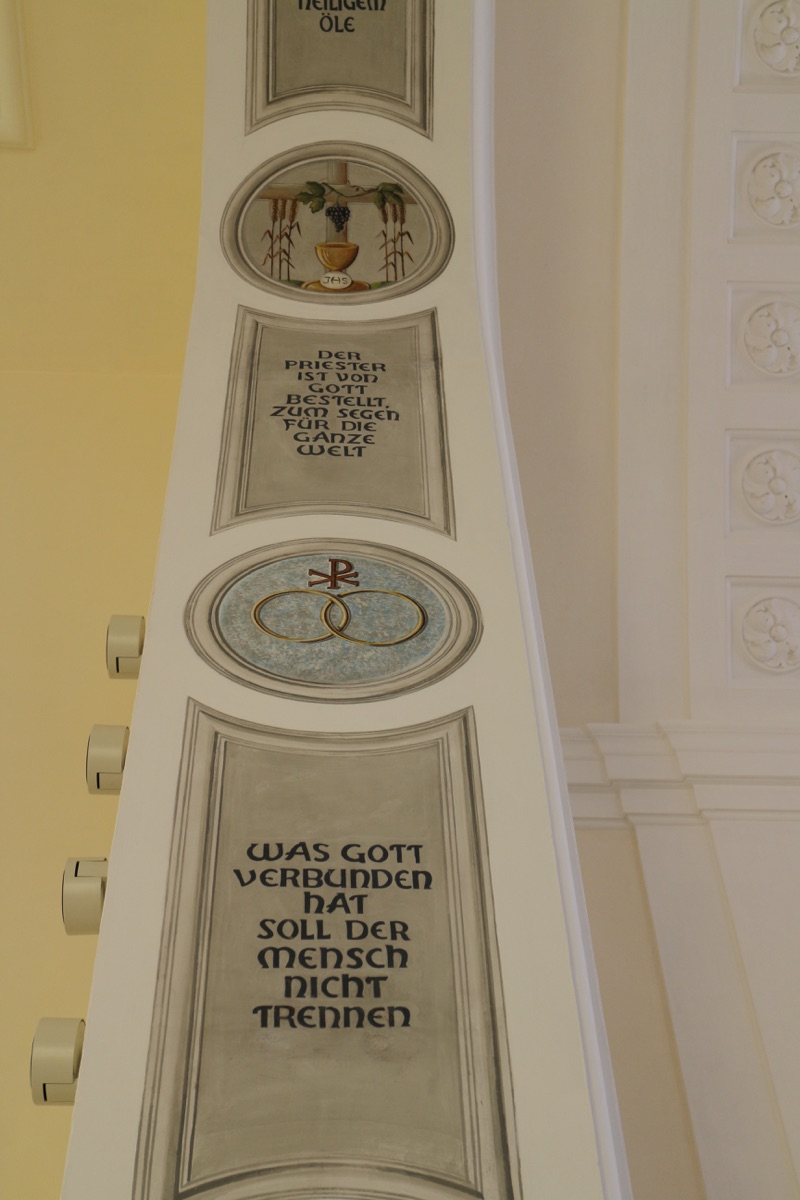 HEILIGEM
ÖLE
JHS
DER
PRIESTER
IST VON
GOTT
BESTELLT,
ZUM SEGEN
FÜR DIE
GANZE
WELT
WAS GOTT
VERBUNDEN
HAT
SOLL DER
MENSCH
NICHT
TRENNEN